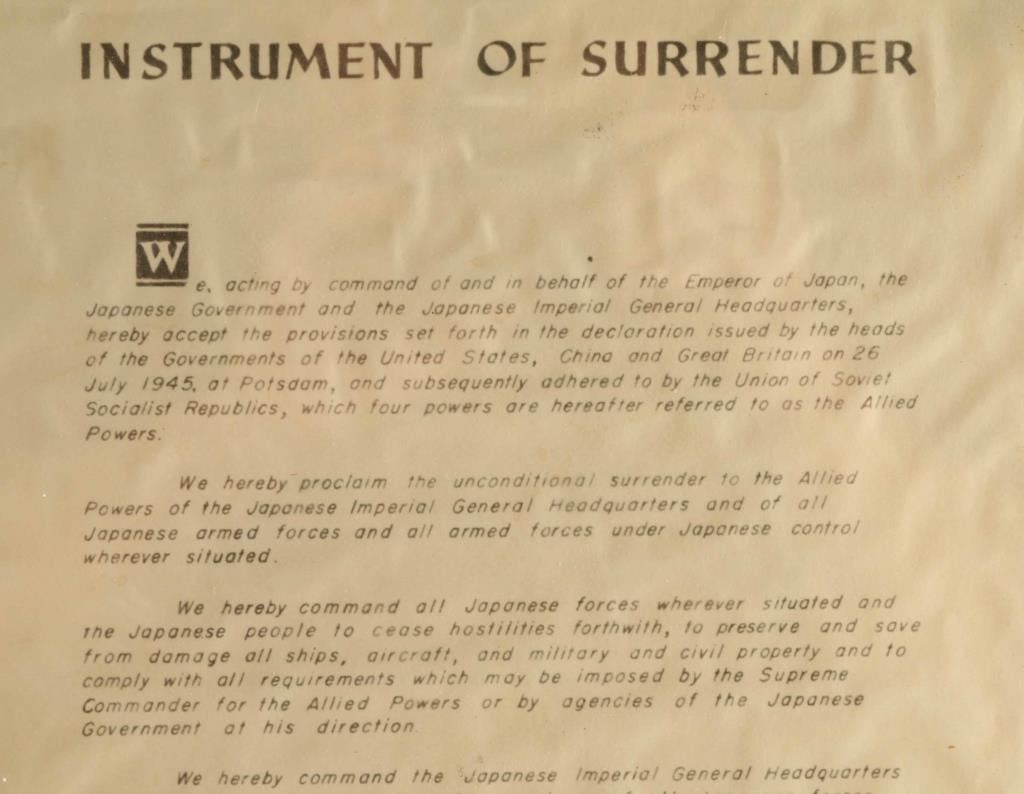 INSTRUMENT OF SURRENDER
We, acting by command of and in behalf of the Emperor of Japan, the
Japanese Government and the Japanese Imperial General Headquarters,
hereby accept the provisions set forth in the declaration issued by the heads
of the Governments of the United States, China and Great Britain on 26
July 1945, at Potsdam, and subsequently adhered to by the Union of Soviet
Socialist Republics, which four powers are hereafter referred to as the Allied
Powers.
We hereby proclaim the unconditional surrender to the Allied
Powers of the Japanese Imperial General Headquarters and of all
Japanese armed forces and all armed forces under Japanese control
wherever situated.
We hereby command all Japanese forces wherever situated and
the Japanese people to cease hostilities forthwith, to preserve and save
from damage all ships, aircraft, and military and civil property and to
comply with all requirements which may be imposed by the Supreme
Commander for the Allied Powers or by agencies of the Japanese
Government at his direction.
We hereby command the Japanese Imperial General Headquarters